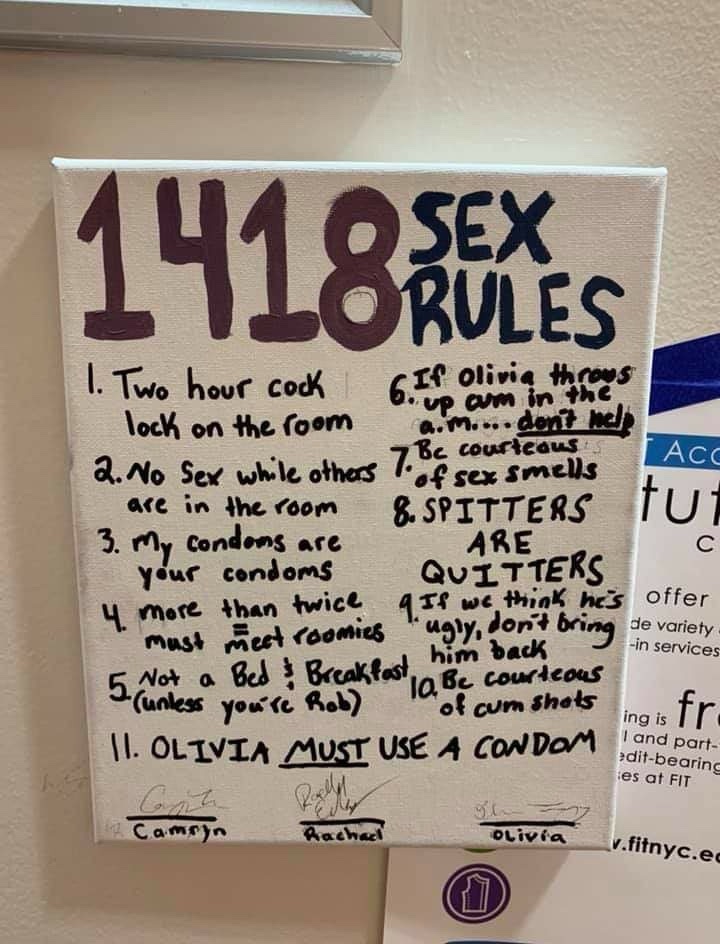 1418 SEX
RULES
1. Two hour cock
lock on the room
2. No Sex while others
are in the room
3. My condoms are
your condoms
4. more than twice
= must meet roomies
5. Not a Bed & Breakfast
(unless you're Rob)
6. If Olivia throws
up cum in the
a.m.... don't help
7. Be courteous
of sex smells
8. SPITTERS
ARE
QUITTERS
9. If we think he's
ugly, don't bring
him back
10. Be courteous
of cum shots
11. OLIVIA MUST USE A CONDOM
Camryn
Rachael
OLivia
Acc
tut
C
offer
de variety
-in services
ing is fr
l and part-
edit-bearing
es at FIT
.fitnyc.ed